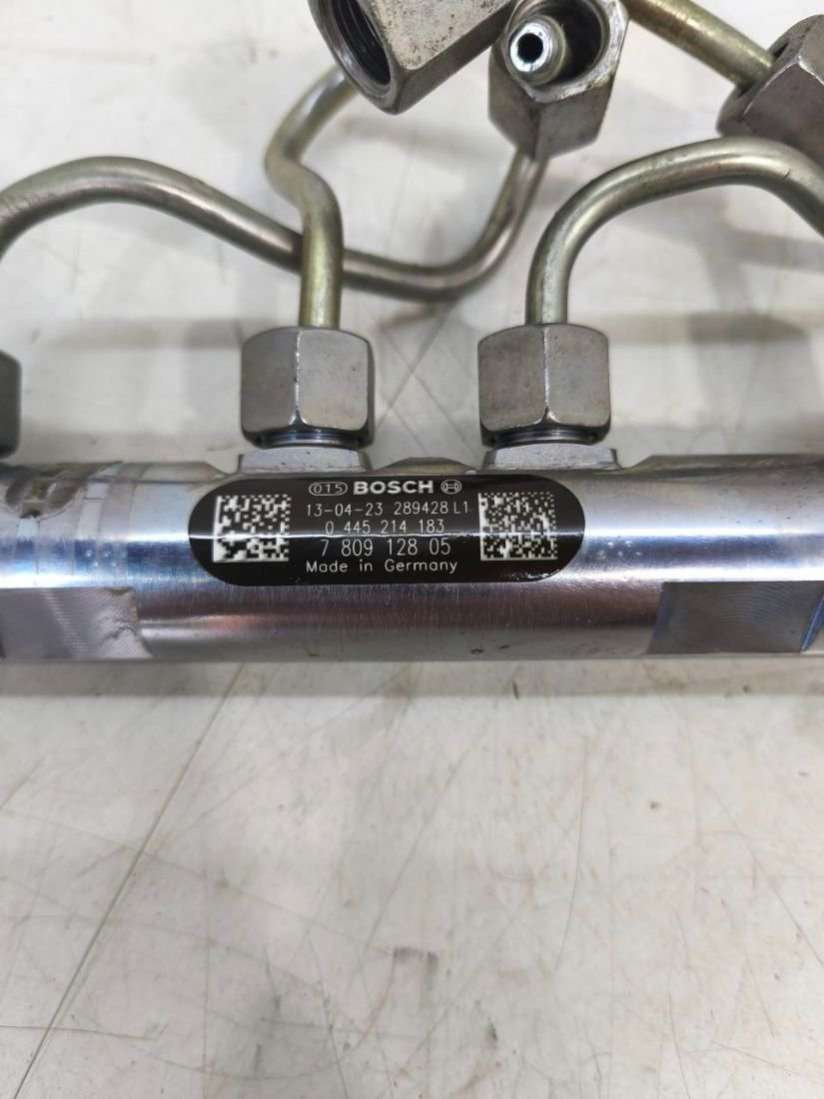 015 BOSCH
13-04-23 289428 L1
0 445 214 183
7 809 128 05
Made in Germany